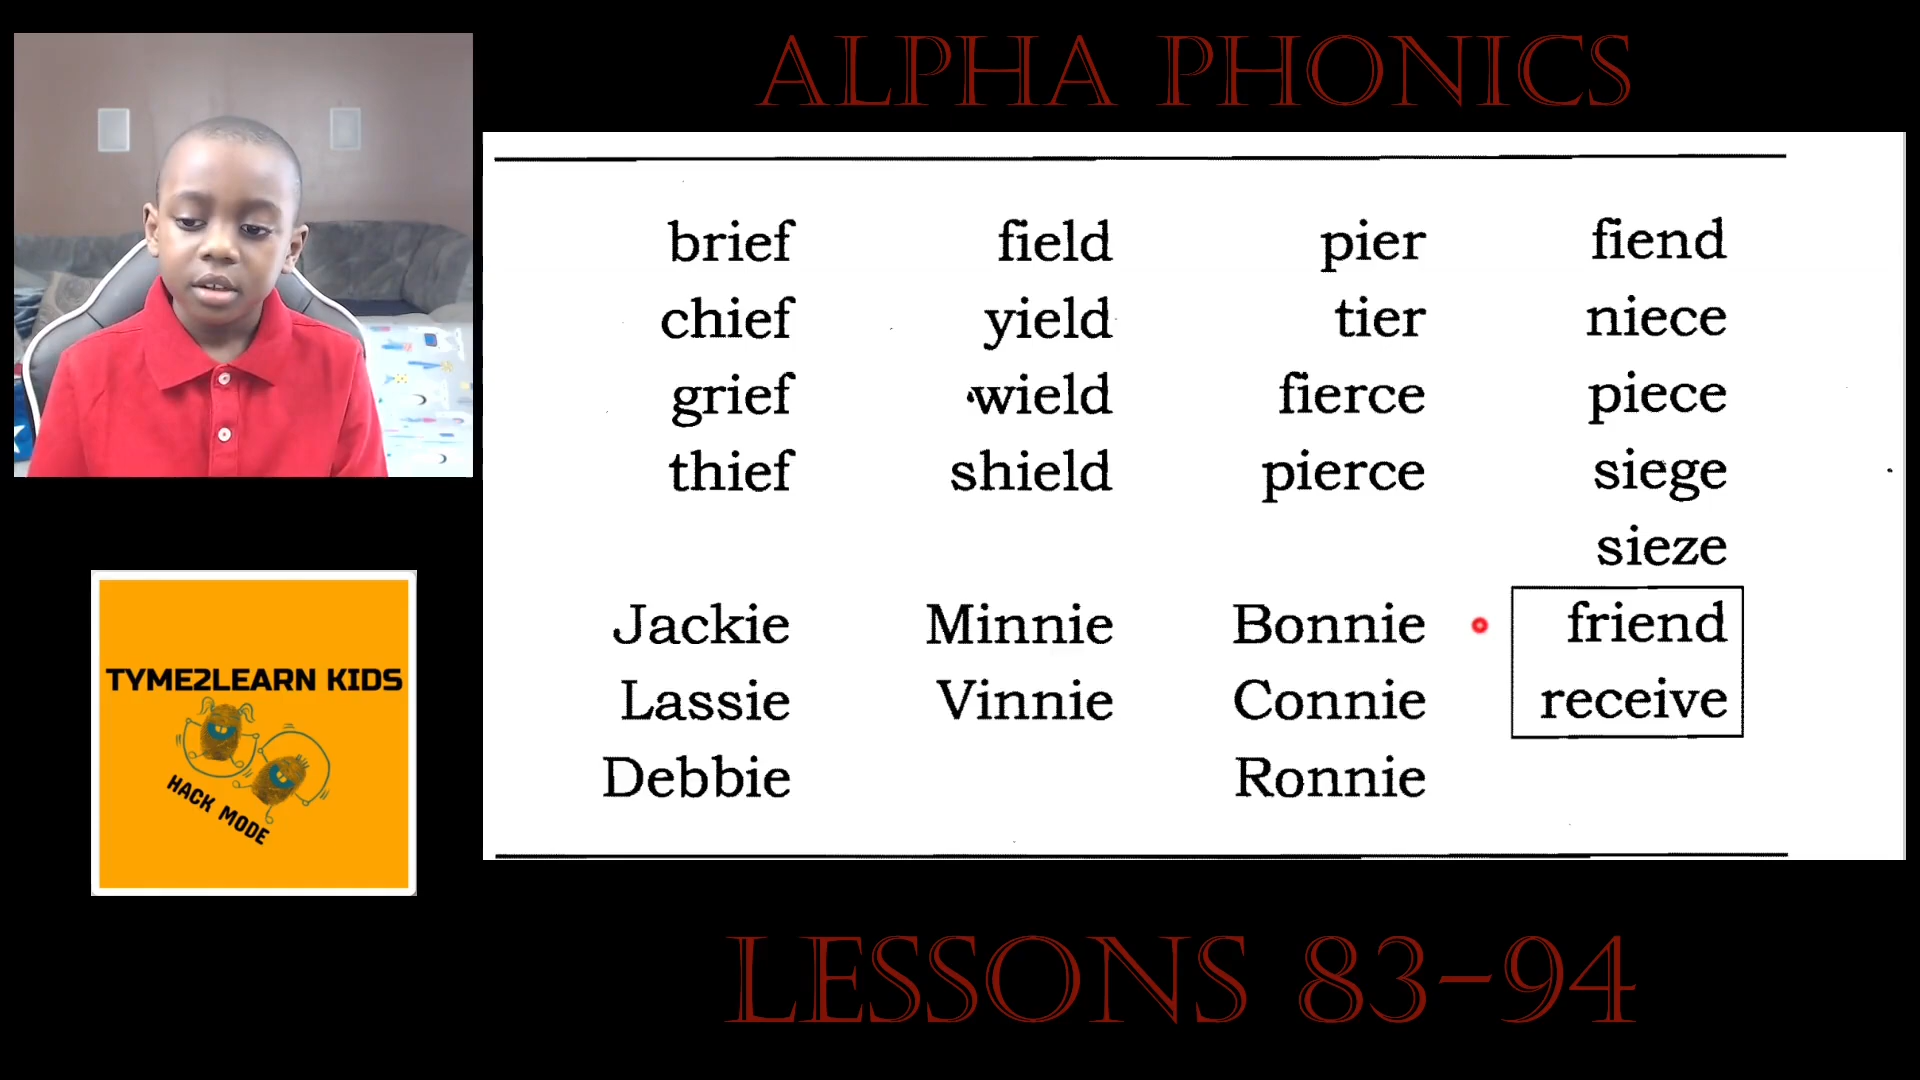 ALPHA PHONICS
brief field pier fiend
chief yield tier niece
grief wield fierce piece
thief shield pierce siege
sieze
Jackie Minnie Bonnie friend
Lassie Vinnie Connie receive
Debbie Ronnie
TYME2LEARN KIDS
HACK MODE
LESSONS 83-94